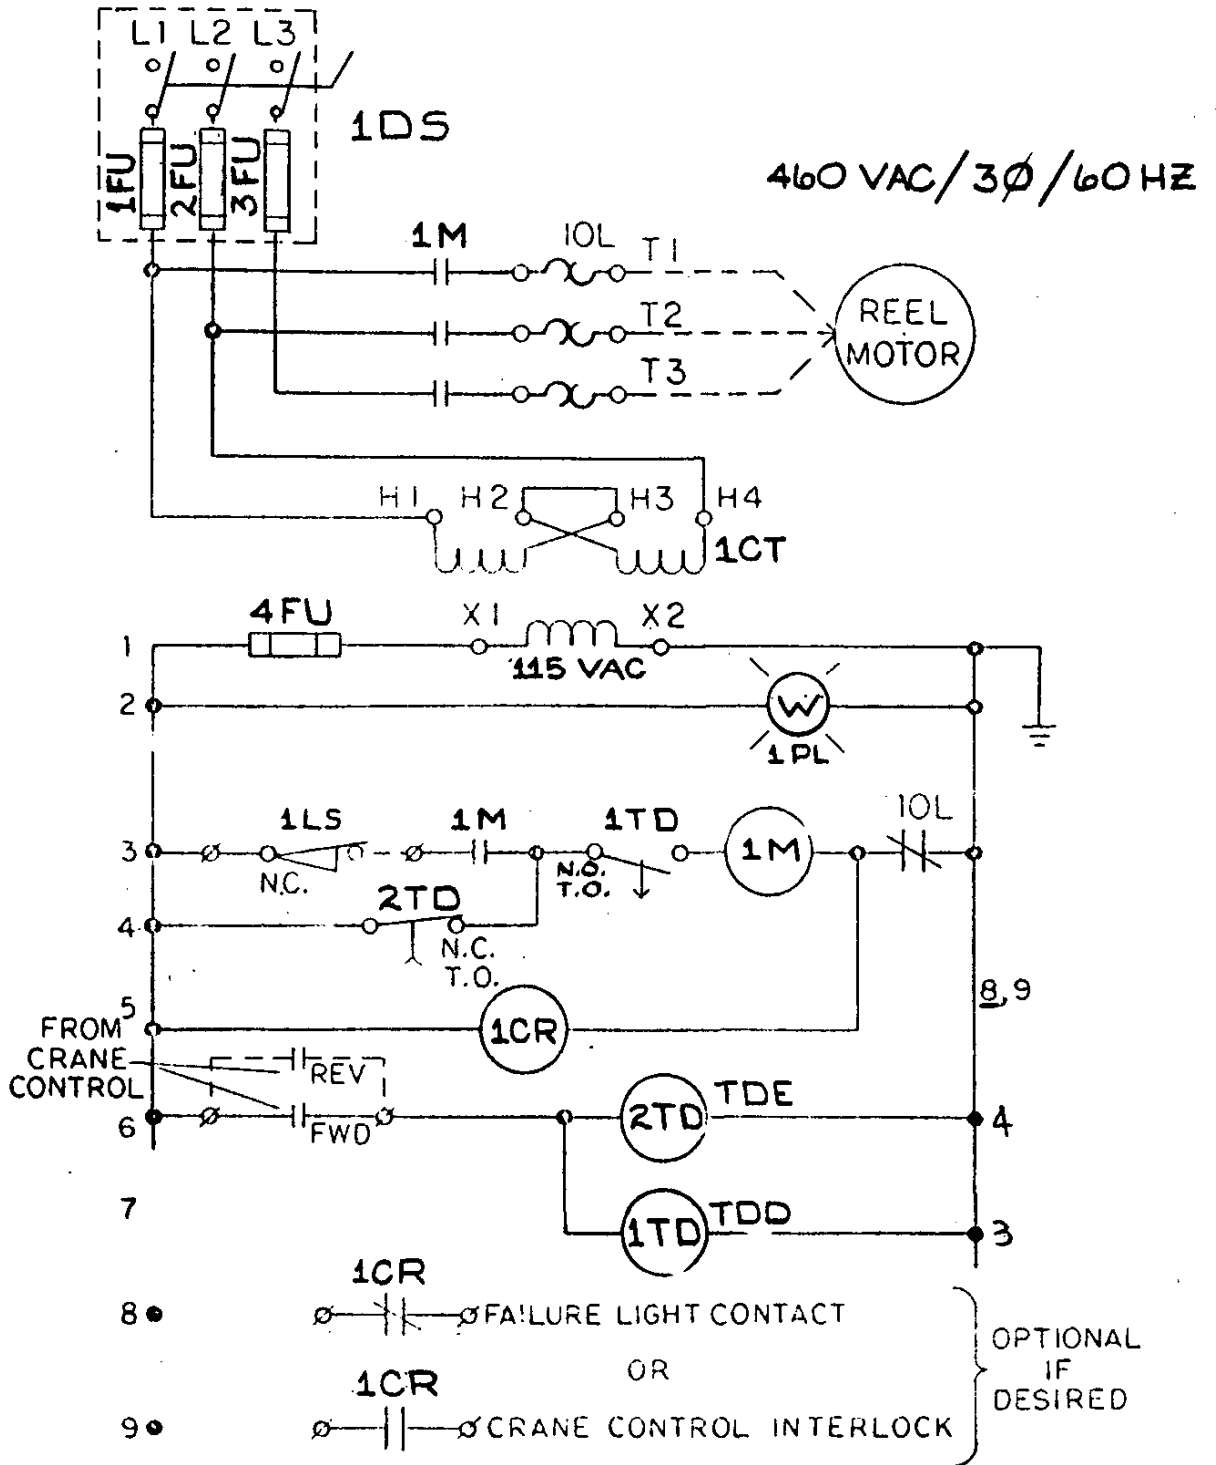 L1 L2 L3
1DS
1FU 2FU 3FU
460 VAC/3Ø/60 HZ
1M 1OL T1
T2
T3
REEL
MOTOR
H1 H2 H3 H4
1CT
4FU X1 X2
1
115 VAC
2 W
1PL
1LS 1M 1TD 1M 1OL
3
N.C.
N.O.
T.O.
2TD
4
N.C.
T.O.
8,9
5
1CR
FROM
CRANE
CONTROL
REV
6 FWD 2TD TDE 4
7
1TD TDD 3
1CR
8 FAILURE LIGHT CONTACT
OR
1CR
9 CRANE CONTROL INTERLOCK
OPTIONAL
IF
DESIRED